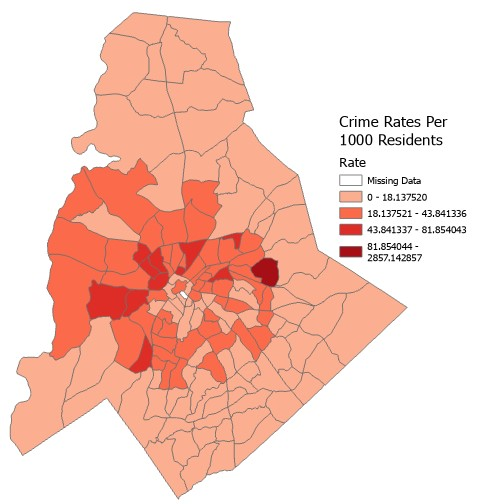 Crime Rates Per
1000 Residents
Rate
Missing Data
0 - 18.137520
18.137521 - 43.841336
43.841337 - 81.854043
81.854044 -
2857.142857